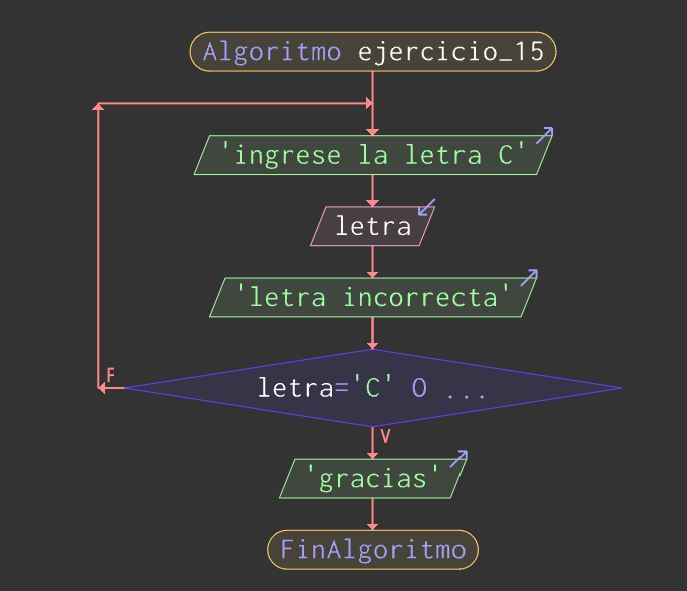 Algoritmo ejercicio_15
'ingrese la letra C'
letra
'letra incorrecta'
F
letra='C' O ...
V
'gracias'
FinAlgoritmo